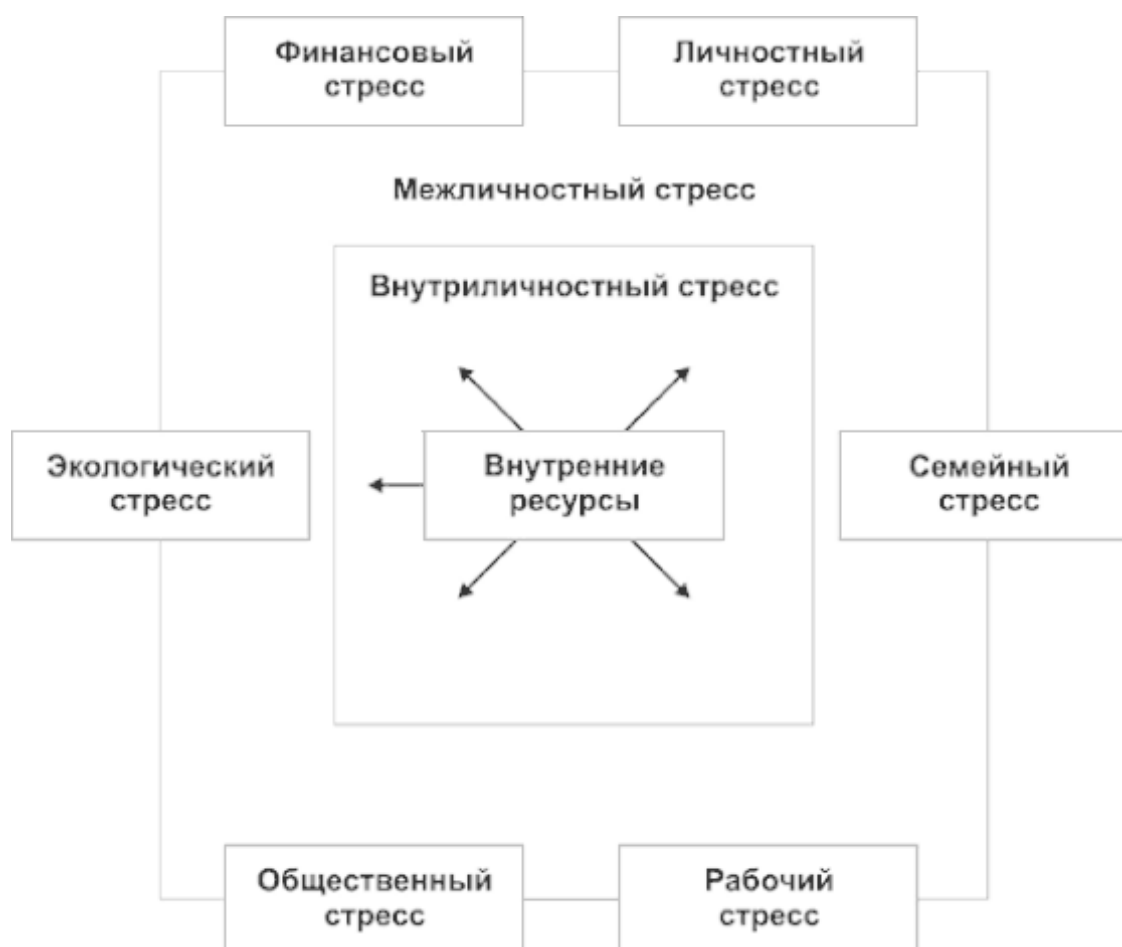 Финансовый
стресс
Личностный
стресс
Межличностный стресс
Внутриличностный стресс
Экологический
стресс
Внутренние
ресурсы
Семейный
стресс
Общественный
стресс
Рабочий
стресс